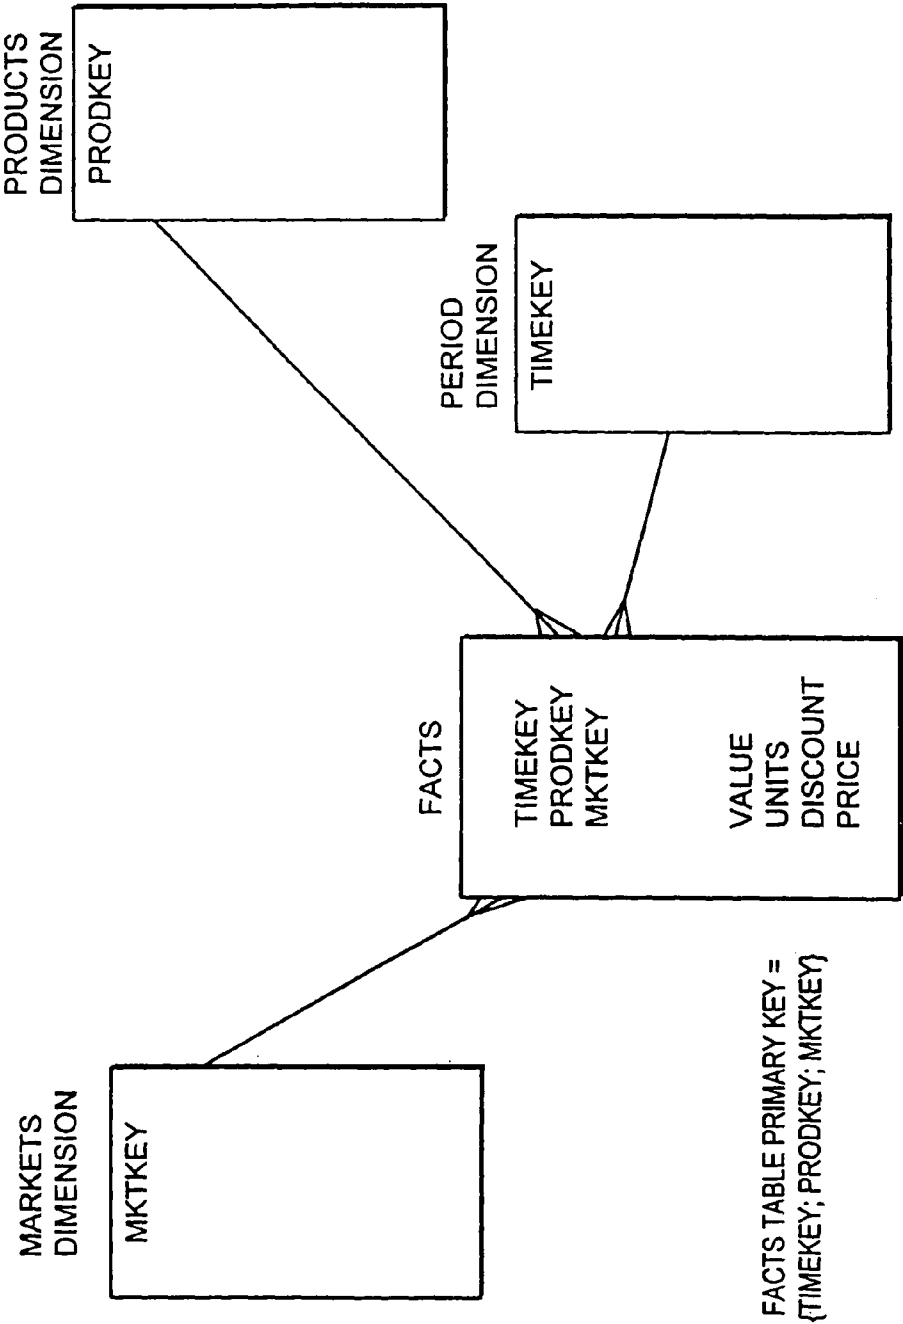 MARKETS
DIMENSION
MKTKEY
FACTS
TIMEKEY
PRODKEY
MKTKEY
VALUE
UNITS
DISCOUNT
PRICE
PRODUCTS
DIMENSION
PRODKEY
PERIOD
DIMENSION
TIMEKEY
FACTS TABLE PRIMARY KEY =
{TIMEKEY; PRODKEY; MKTKEY}